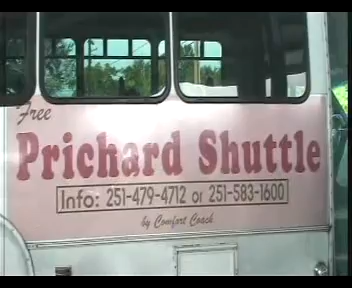 Free
Prichard Shuttle
Info: 251-479-4712 or 251-583-1600
by Comfort Coach